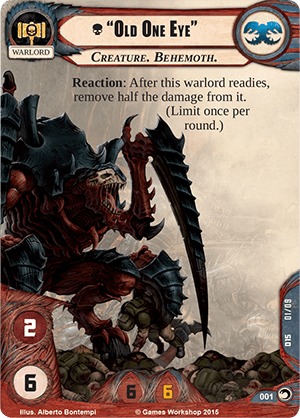 "Old One Eye"
WARLORD
Creature. Behemoth.
Reaction: After this warlord readies,
remove half the damage from it.
(Limit once per
round.)
2
6
6 6
D15 01/09
001
Illus. Alberto Bontempi
© Games Workshop 2015